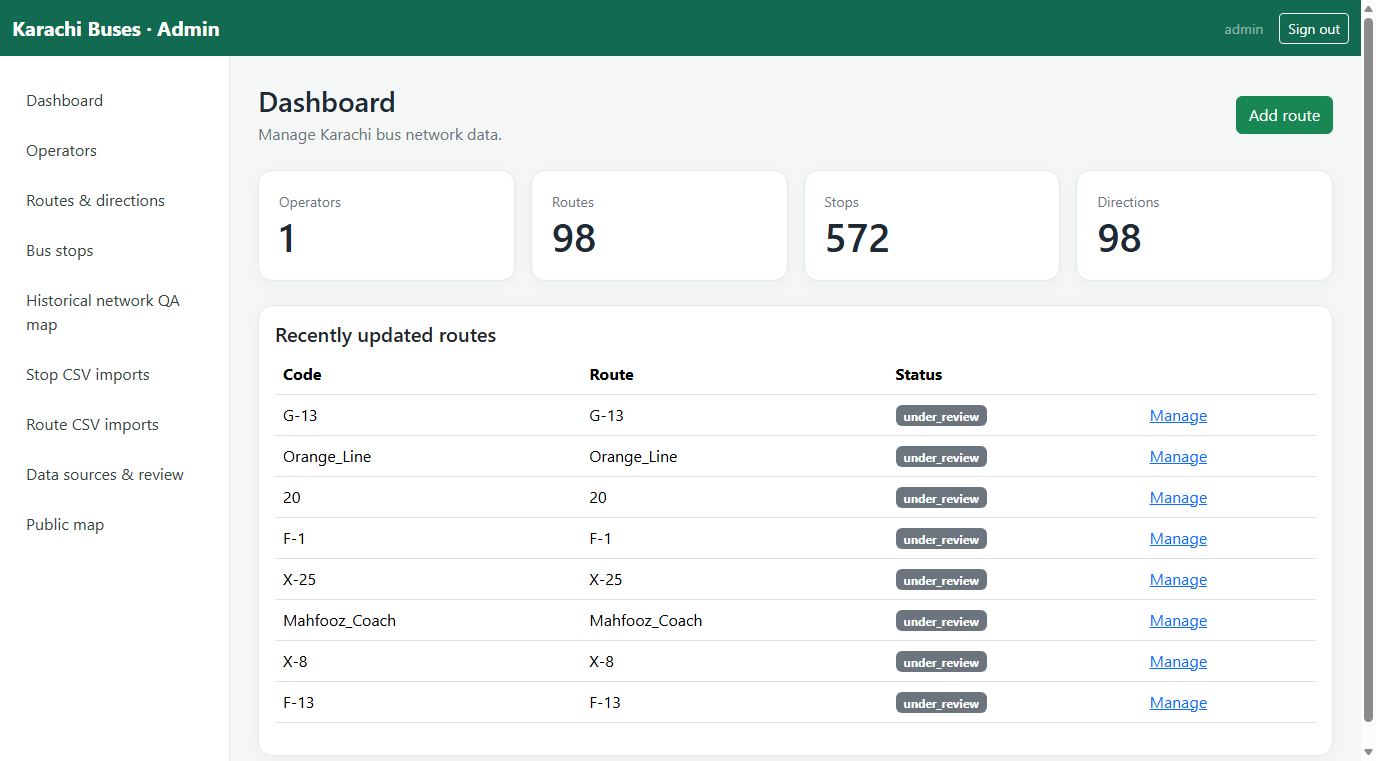 Karachi Buses · Admin
admin
Sign out
Dashboard
Operators
Routes & directions
Bus stops
Historical network QA
map
Stop CSV imports
Route CSV imports
Data sources & review
Public map
Dashboard
Manage Karachi bus network data.
Add route
Operators
1
Routes
98
Stops
572
Directions
98
Recently updated routes
Code Route Status
G-13 G-13 under_review Manage
Orange_Line Orange_Line under_review Manage
20 20 under_review Manage
F-1 F-1 under_review Manage
X-25 X-25 under_review Manage
Mahfooz_Coach Mahfooz_Coach under_review Manage
X-8 X-8 under_review Manage
F-13 F-13 under_review Manage